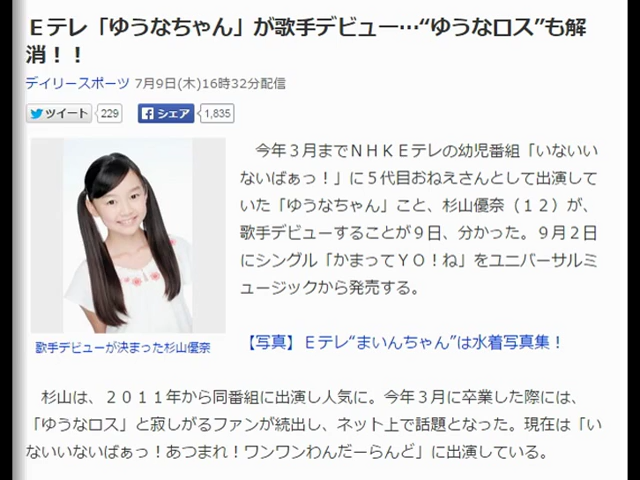 Ｅテレ「ゆうなちゃん」が歌手デビュー…“ゆうなロス”も解
消！！
デイリースポーツ 7月9日(木)16時32分配信
ツイート 229 シェア 1,835
今年３月までＮＨＫＥテレの幼児番組「いないい
ないばぁっ！」に５代目おねえさんとして出演して
いた「ゆうなちゃん」こと、杉山優奈（１２）が、
歌手デビューすることが９日、分かった。９月２日
にシングル「かまってＹＯ！ね」をユニバーサルミ
ュージックから発売する。
歌手デビューが決まった杉山優奈
【写真】Ｅテレ“まいんちゃん”は水着写真集！
杉山は、２０１１年から同番組に出演し人気に。今年３月に卒業した際には、
「ゆうなロス」と寂しがるファンが続出し、ネット上で話題となった。現在は「い
ないいないばぁっ！あつまれ！ワンワンわんだーらんど」に出演している。